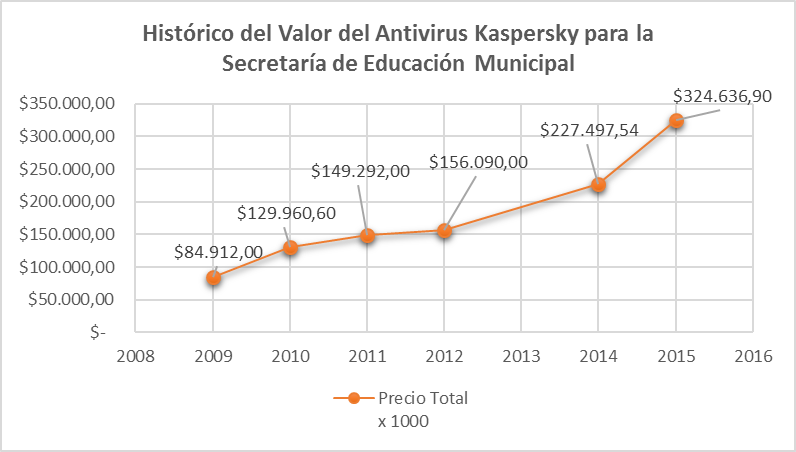 Histórico del Valor del Antivirus Kaspersky para la
Secretaría de Educación Municipal
$350.000,00
$300.000,00
$250.000,00
$200.000,00
$150.000,00
$100.000,00
$50.000,00
$-
$84.912,00
$129.960,60
$149.292,00
$156.090,00
$227.497,54
$324.636,90
2008 2009 2010 2011 2012 2013 2014 2015 2016
Precio Total
x 1000